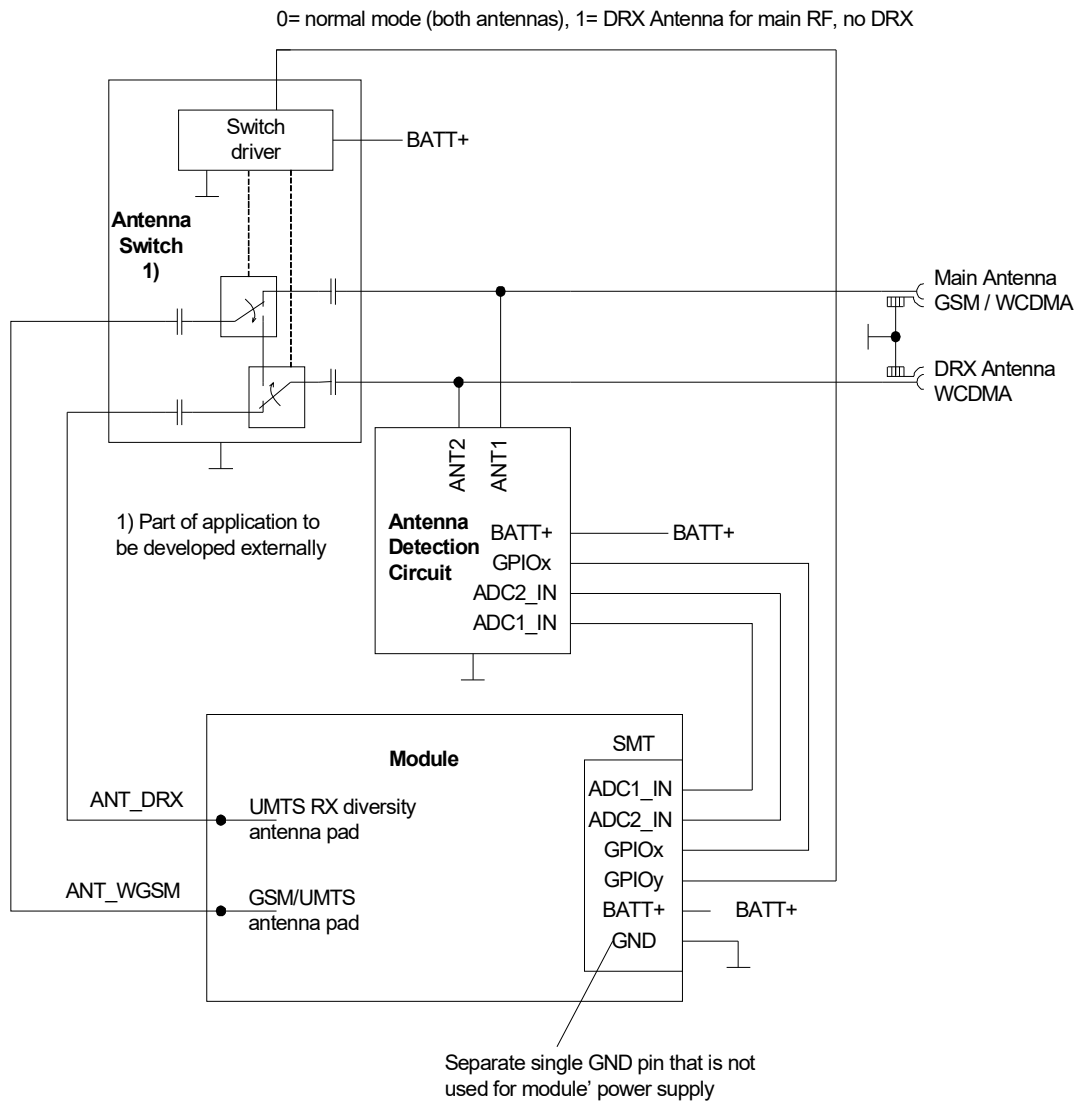 0= normal mode (both antennas), 1= DRX Antenna for main RF, no DRX
Switch
driver
BATT+
Antenna
Switch
1)
Main Antenna
GSM / WCDMA
DRX Antenna
WCDMA
ANT2
ANT1
1) Part of application to
be developed externally
Antenna
Detection
Circuit
BATT+
GPIOx
ADC2_IN
ADC1_IN
BATT+
Module
SMT
ADC1_IN
ADC2_IN
GPIOx
GPIOy
BATT+
GND
BATT+
ANT_DRX
UMTS RX diversity
antenna pad
ANT_WGSM
GSM/UMTS
antenna pad
Separate single GND pin that is not
used for module' power supply